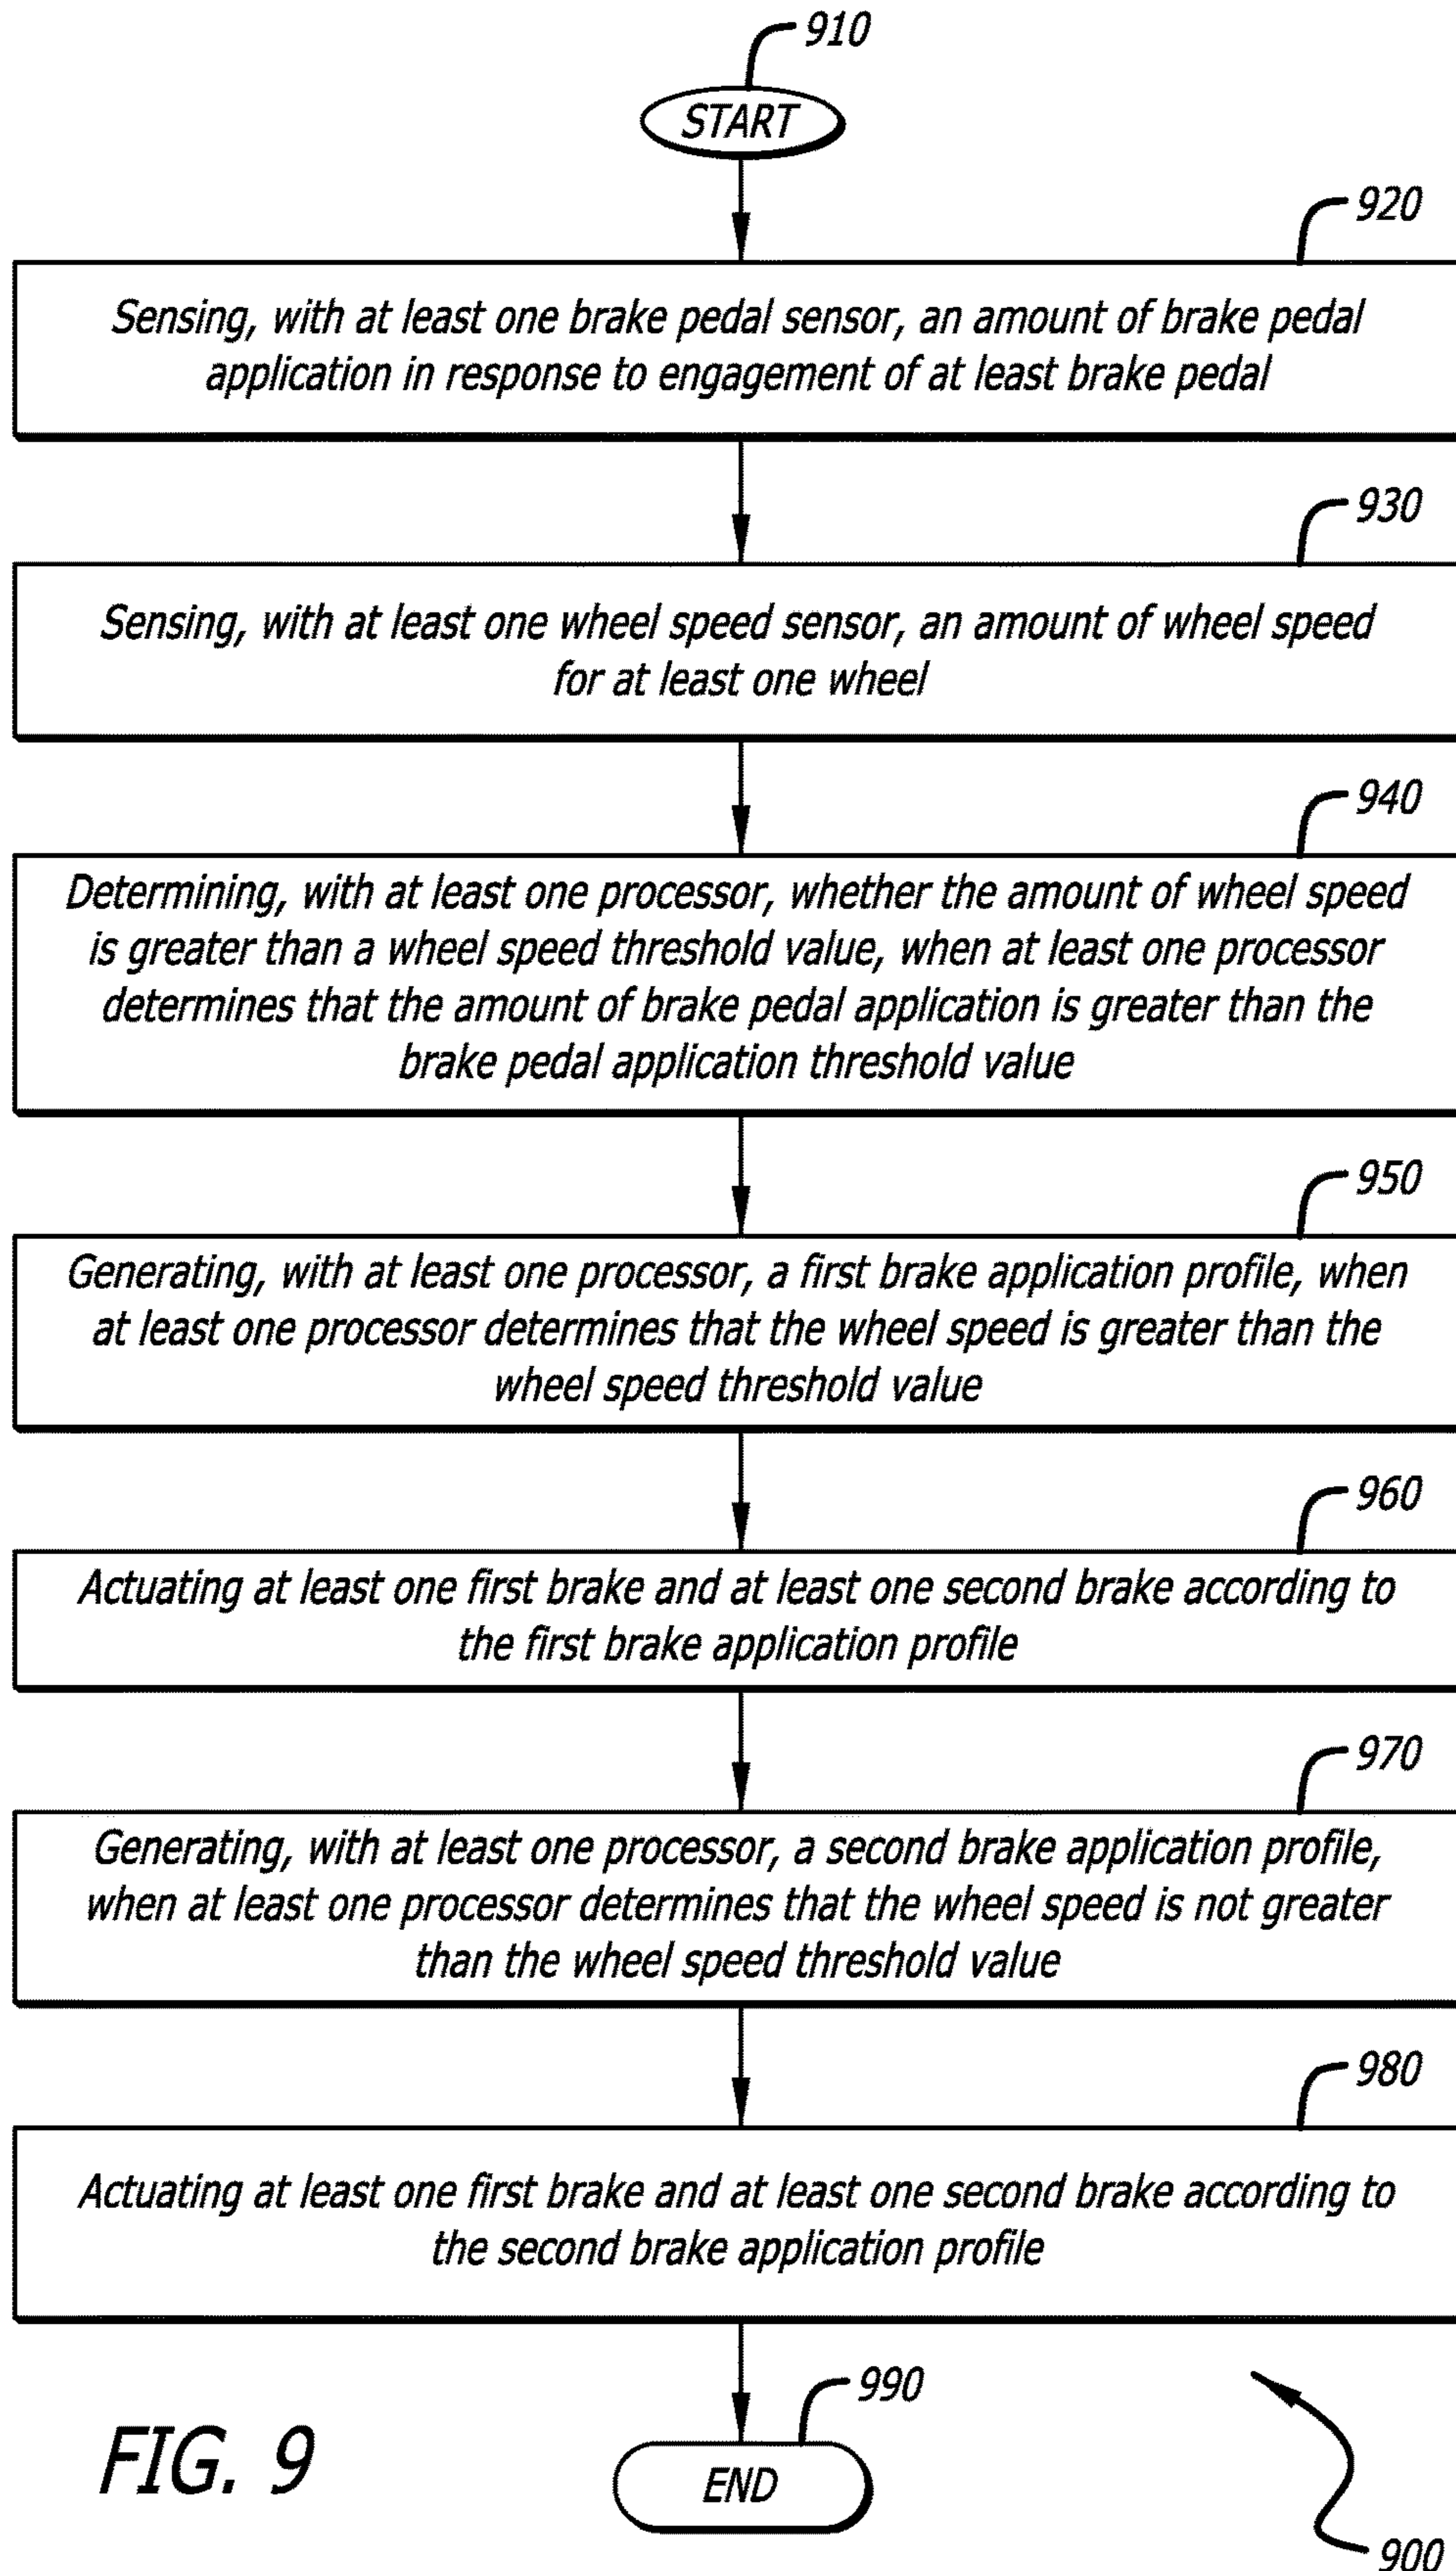 910
START
920
Sensing, with at least one brake pedal sensor, an amount of brake pedal
application in response to engagement of at least brake pedal
930
Sensing, with at least one wheel speed sensor, an amount of wheel speed
for at least one wheel
940
Determining, with at least one processor, whether the amount of wheel speed
is greater than a wheel speed threshold value, when at least one processor
determines that the amount of brake pedal application is greater than the
brake pedal application threshold value
950
Generating, with at least one processor, a first brake application profile, when
at least one processor determines that the wheel speed is greater than the
wheel speed threshold value
960
Actuating at least one first brake and at least one second brake according to
the first brake application profile
970
Generating, with at least one processor, a second brake application profile,
when at least one processor determines that the wheel speed is not greater
than the wheel speed threshold value
980
Actuating at least one first brake and at least one second brake according to
the second brake application profile
990
END
FIG. 9
900